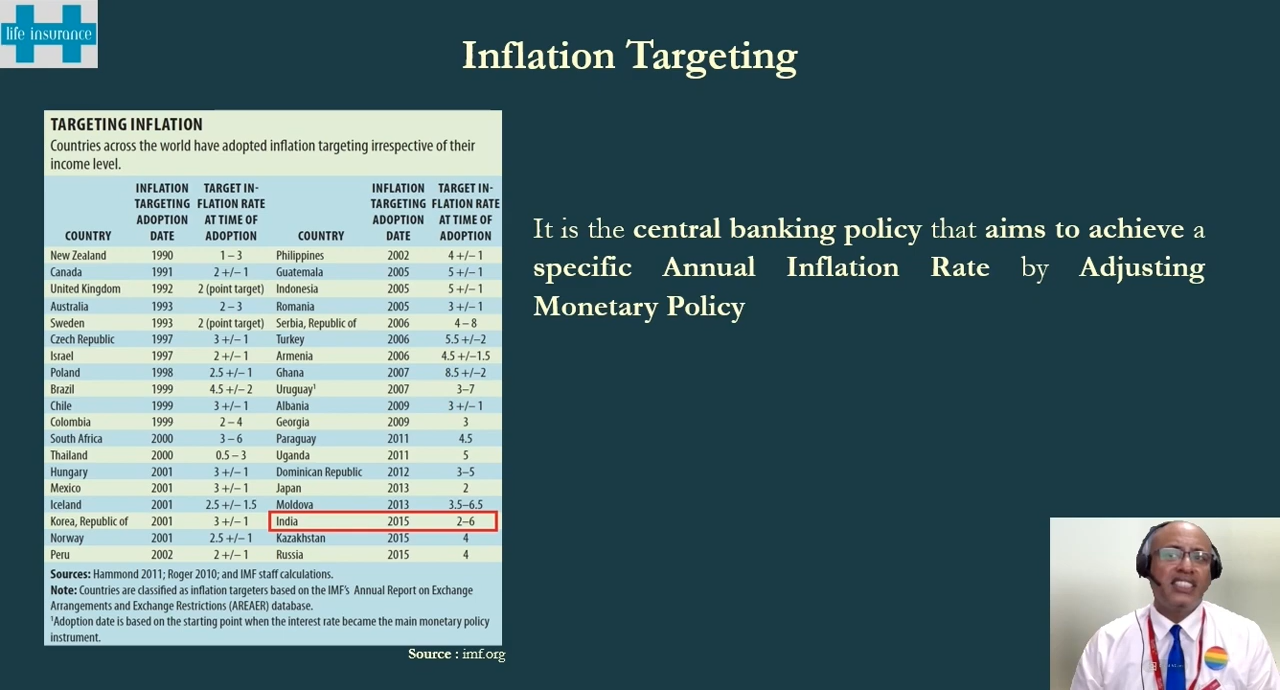 life insurance
Inflation Targeting
TARGETING INFLATION
Countries across the world have adopted inflation targeting irrespective of their
income level.
INFLATION TARGET IN- INFLATION TARGET IN-
TARGETING FLATION RATE TARGETING FLATION RATE
ADOPTION AT TIME OF ADOPTION AT TIME OF
COUNTRY DATE ADOPTION COUNTRY DATE ADOPTION
New Zealand 1990 1 – 3 Philippines 2002 4 +/– 1
Canada 1991 2 +/– 1 Guatemala 2005 5 +/– 1
United Kingdom 1992 2 (point target) Indonesia 2005 5 +/– 1
Australia 1993 2 – 3 Romania 2005 3 +/– 1
Sweden 1993 2 (point target) Serbia, Republic of 2006 4 – 8
Czech Republic 1997 3 +/– 1 Turkey 2006 5.5 +/–2
Israel 1997 2 +/– 1 Armenia 2006 4.5 +/–1.5
Poland 1998 2.5 +/– 1 Ghana 2007 8.5 +/–2
Brazil 1999 4.5 +/– 2 Uruguay¹ 2007 3–7
Chile 1999 3 +/– 1 Albania 2009 3 +/– 1
Colombia 1999 2 – 4 Georgia 2009 3
South Africa 2000 3 – 6 Paraguay 2011 4.5
Thailand 2000 0.5 – 3 Uganda 2011 5
Hungary 2001 3 +/– 1 Dominican Republic 2012 3–5
Mexico 2001 3 +/– 1 Japan 2013 2
Iceland 2001 2.5 +/– 1.5 Moldova 2013 3.5–6.5
Korea, Republic of 2001 3 +/– 1 India 2015 2–6
Norway 2001 2.5 +/– 1 Kazakhstan 2015 4
Peru 2002 2 +/– 1 Russia 2015 4
Sources: Hammond 2011; Roger 2010; and IMF staff calculations.
Note: Countries are classified as inflation targeters based on the IMF's Annual Report on Exchange
Arrangements and Exchange Restrictions (AREAER) database.
¹Adoption date is based on the starting point when the interest rate became the main monetary policy
instrument.
Source : imf.org
It is the central banking policy that aims to achieve a
specific Annual Inflation Rate by Adjusting
Monetary Policy